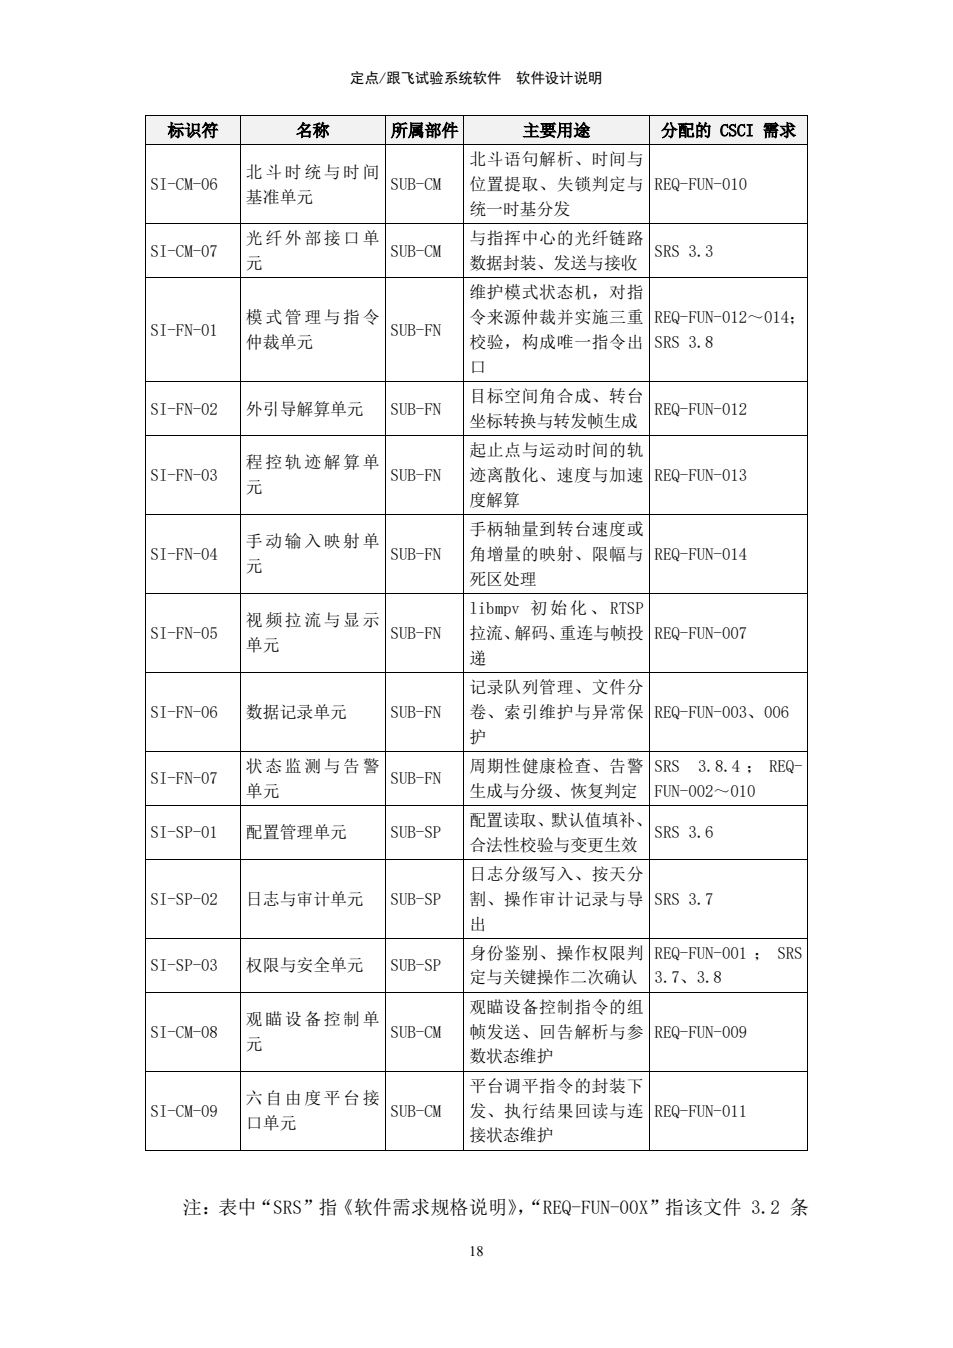 定点/跟飞试验系统软件 软件设计说明
标识符 名称 所属部件 主要用途 分配的 CSCI 需求
SI-CM-06 北斗时统与时间基准单元 SUB-CM 北斗语句解析、时间与位置提取、失锁判定与统一时基分发 REQ-FUN-010
SI-CM-07 光纤外部接口单元 SUB-CM 与指挥中心的光纤链路数据封装、发送与接收 SRS 3.3
SI-FN-01 模式管理与指令仲裁单元 SUB-FN 维护模式状态机，对指令来源仲裁并实施三重校验，构成唯一指令出口 REQ-FUN-012～014；SRS 3.8
SI-FN-02 外引导解算单元 SUB-FN 目标空间角合成、转台坐标转换与转发帧生成 REQ-FUN-012
SI-FN-03 程控轨迹解算单元 SUB-FN 起止点与运动时间的轨迹离散化、速度与加速度解算 REQ-FUN-013
SI-FN-04 手动输入映射单元 SUB-FN 手柄轴量到转台速度或角增量的映射、限幅与死区处理 REQ-FUN-014
SI-FN-05 视频拉流与显示单元 SUB-FN libmpv 初始化、RTSP 拉流、解码、重连与帧投递 REQ-FUN-007
SI-FN-06 数据记录单元 SUB-FN 记录队列管理、文件分卷、索引维护与异常保护 REQ-FUN-003、006
SI-FN-07 状态监测与告警单元 SUB-FN 周期性健康检查、告警生成与分级、恢复判定 SRS 3.8.4；REQ-FUN-002～010
SI-SP-01 配置管理单元 SUB-SP 配置读取、默认值填补、合法性校验与变更生效 SRS 3.6
SI-SP-02 日志与审计单元 SUB-SP 日志分级写入、按天分割、操作审计记录与导出 SRS 3.7
SI-SP-03 权限与安全单元 SUB-SP 身份鉴别、操作权限判定与关键操作二次确认 REQ-FUN-001；SRS 3.7、3.8
SI-CM-08 观瞄设备控制单元 SUB-CM 观瞄设备控制指令的组帧发送、回告解析与参数状态维护 REQ-FUN-009
SI-CM-09 六自由度平台接口单元 SUB-CM 平台调平指令的封装下发、执行结果回读与连接状态维护 REQ-FUN-011
注：表中“SRS”指《软件需求规格说明》，“REQ-FUN-00X”指该文件 3.2 条
18